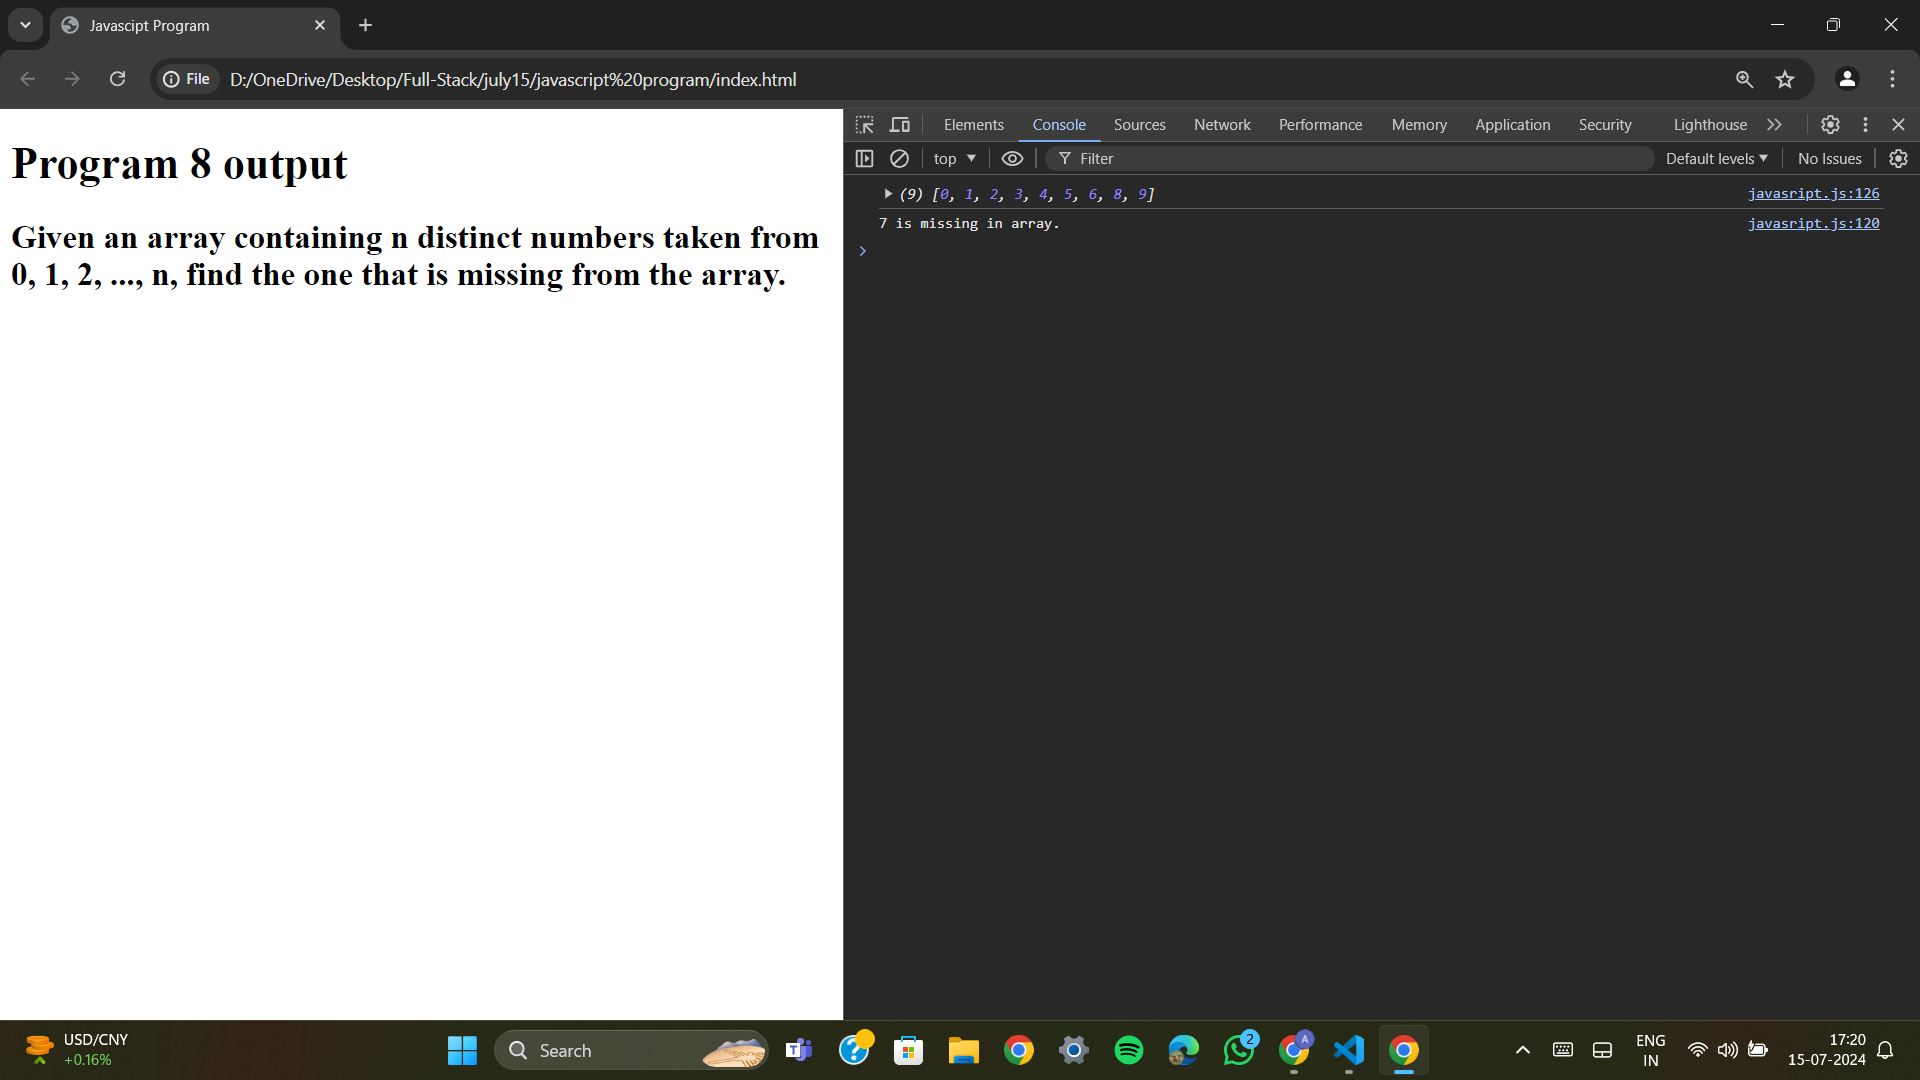 Javascipt Program
File
D:/OneDrive/Desktop/Full-Stack/july15/javascript%20program/index.html
Program 8 output
Given an array containing n distinct numbers taken from
0, 1, 2, ..., n, find the one that is missing from the array.
Elements Console Sources Network Performance Memory Application Security Lighthouse
top Filter Default levels No Issues
(9) [0, 1, 2, 3, 4, 5, 6, 8, 9] javasript.js:126
7 is missing in array. javasript.js:120
USD/CNY
+0.16%
Search
T
2
A
ENG
IN
17:20
15-07-2024